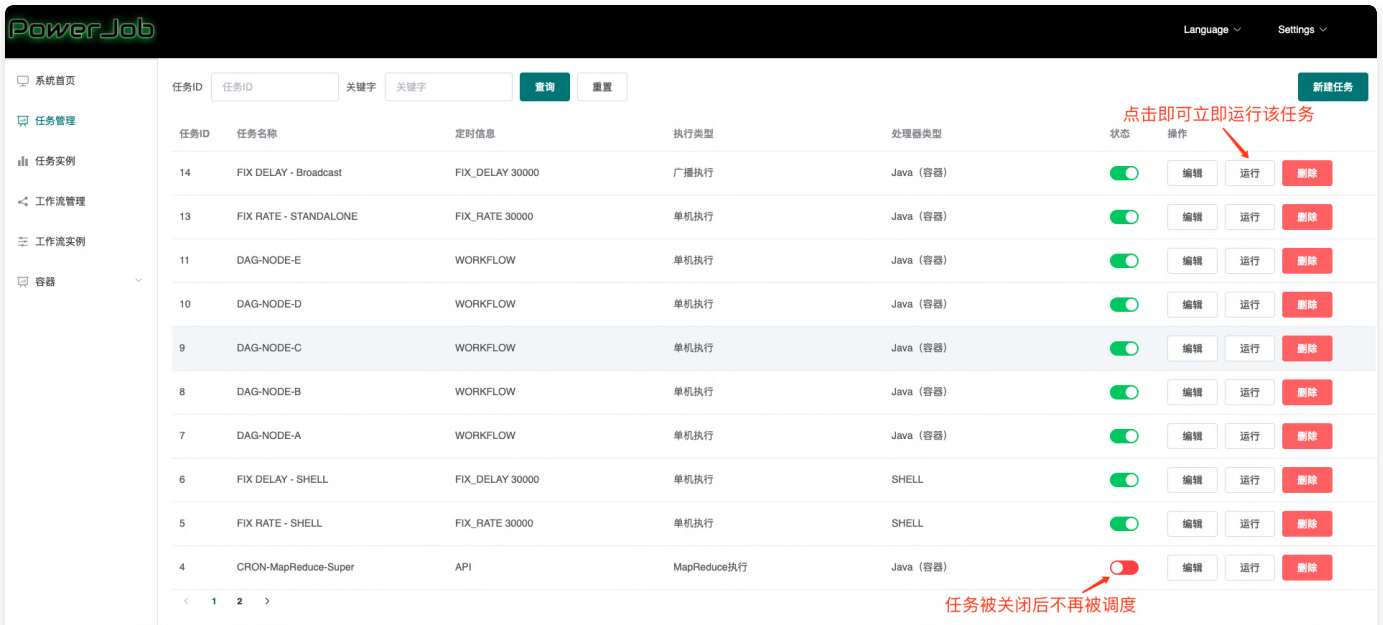 PowerJob
Language Settings
系统首页
任务管理
任务实例
工作流管理
工作流实例
容器
任务ID 任务ID 关键字 关键字 查询 重置 新建任务
点击即可立即运行该任务
任务ID 任务名称 定时信息 执行类型 处理器类型 状态 操作
14 FIX DELAY - Broadcast FIX_DELAY 30000 广播执行 Java（容器） 编辑 运行 删除
13 FIX RATE - STANDALONE FIX_RATE 30000 单机执行 Java（容器） 编辑 运行 删除
11 DAG-NODE-E WORKFLOW 单机执行 Java（容器） 编辑 运行 删除
10 DAG-NODE-D WORKFLOW 单机执行 Java（容器） 编辑 运行 删除
9 DAG-NODE-C WORKFLOW 单机执行 Java（容器） 编辑 运行 删除
8 DAG-NODE-B WORKFLOW 单机执行 Java（容器） 编辑 运行 删除
7 DAG-NODE-A WORKFLOW 单机执行 Java（容器） 编辑 运行 删除
6 FIX DELAY - SHELL FIX_DELAY 30000 单机执行 SHELL 编辑 运行 删除
5 FIX RATE - SHELL FIX_RATE 30000 单机执行 SHELL 编辑 运行 删除
4 CRON-MapReduce-Super API MapReduce执行 Java（容器） 编辑 运行 删除
1 2
任务被关闭后不再被调度